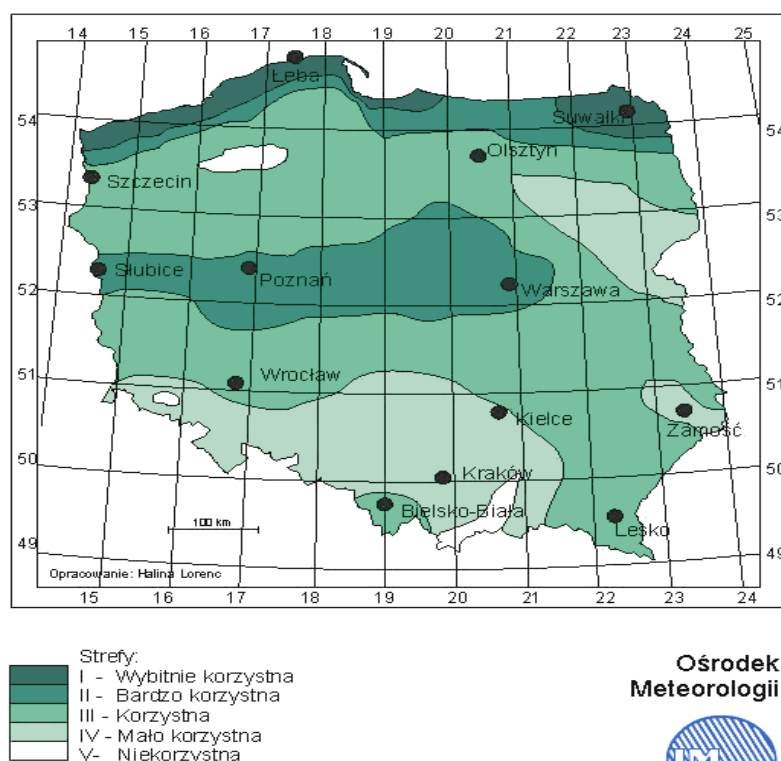 14 15 16 17 18 19 20 21 22 23 24 25
Łeba
54 54
Suwałki
Olsztyn
Szczecin
53 53
Słubice
Poznań
Warszawa
52 52
Wrocław
51 51
Kielce
Zamość
50 50
Kraków
Bielsko-Biała
Lesko
100 km
49 49
Opracowanie: Halina Lorenc
15 16 17 18 19 20 21 22 23 24
Strefy:
I - Wybitnie korzystna
II - Bardzo korzystna
III - Korzystna
IV - Mało korzystna
V- Niekorzystna
Ośrodek
Meteorologii
IM